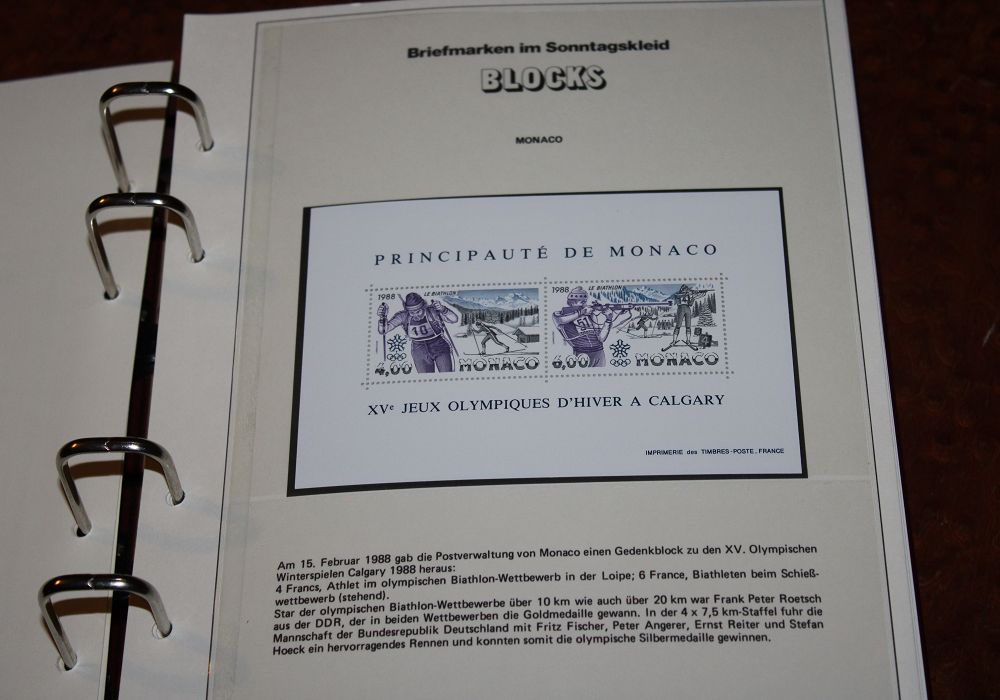 Briefmarken im Sonntagskleid
BLOCKS
MONACO
PRINCIPAUTÉ DE MONACO
1988 LE BIATHLON
10
4,00 MONACO
1988 LE BIATHLON
6,00 MONACO
XVe JEUX OLYMPIQUES D'HIVER A CALGARY
IMPRIMERIE des TIMBRES-POSTE_FRANCE
Am 15. Februar 1988 gab die Postverwaltung von Monaco einen Gedenkblock zu den XV. Olympischen
Winterspielen Calgary 1988 heraus:
4 Francs, Athlet im olympischen Biathlon-Wettbewerb in der Loipe; 6 France, Biathleten beim Schieß-
wettbewerb (stehend).
Star der olympischen Biathlon-Wettbewerbe über 10 km wie auch über 20 km war Frank Peter Roetsch
aus der DDR, der in beiden Wettbewerben die Goldmedaille gewann. In der 4 x 7,5 km-Staffel fuhr die
Mannschaft der Bundesrepublik Deutschland mit Fritz Fischer, Peter Angerer, Ernst Reiter und Stefan
Hoeck ein hervorragendes Rennen und konnten somit die olympische Silbermedaille gewinnen.